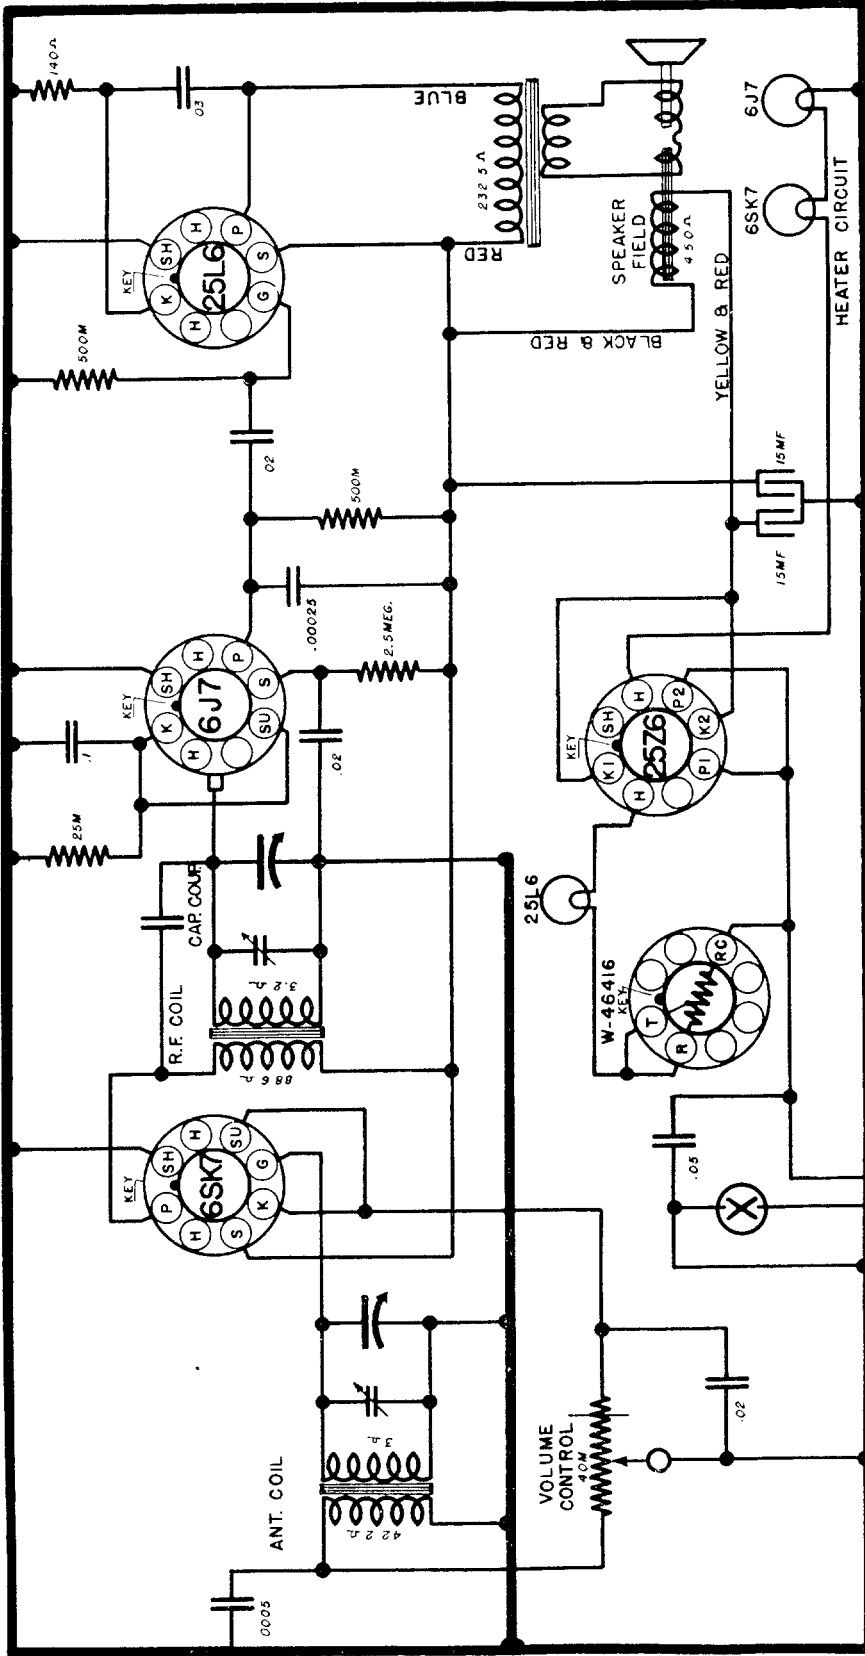 140Ω
.03
BLUE
232.5Ω
RED
KEY
K
SH
H
P
S
G
H
25L6
500M
.02
500M
SPEAKER
FIELD
450Ω
BLACK & RED
YELLOW & RED
6J7
6SK7
HEATER CIRCUIT
15MF
15MF
.00025
2.5MEG.
KEY
K
SH
H
P
S
SU
H
6J7
.1
25M
.02
CAP. COUP.
R.F. COIL
3.2Ω
88.6Ω
KEY
K1
SH
H
P2
K2
P1
H
25Z6
25L6
W-46416
KEY
T
R
RC
KEY
P
SH
H
SU
G
K
S
H
6SK7
.05
ANT. COIL
3Ω
42.2Ω
.0005
VOLUME
CONTROL
40M
.02